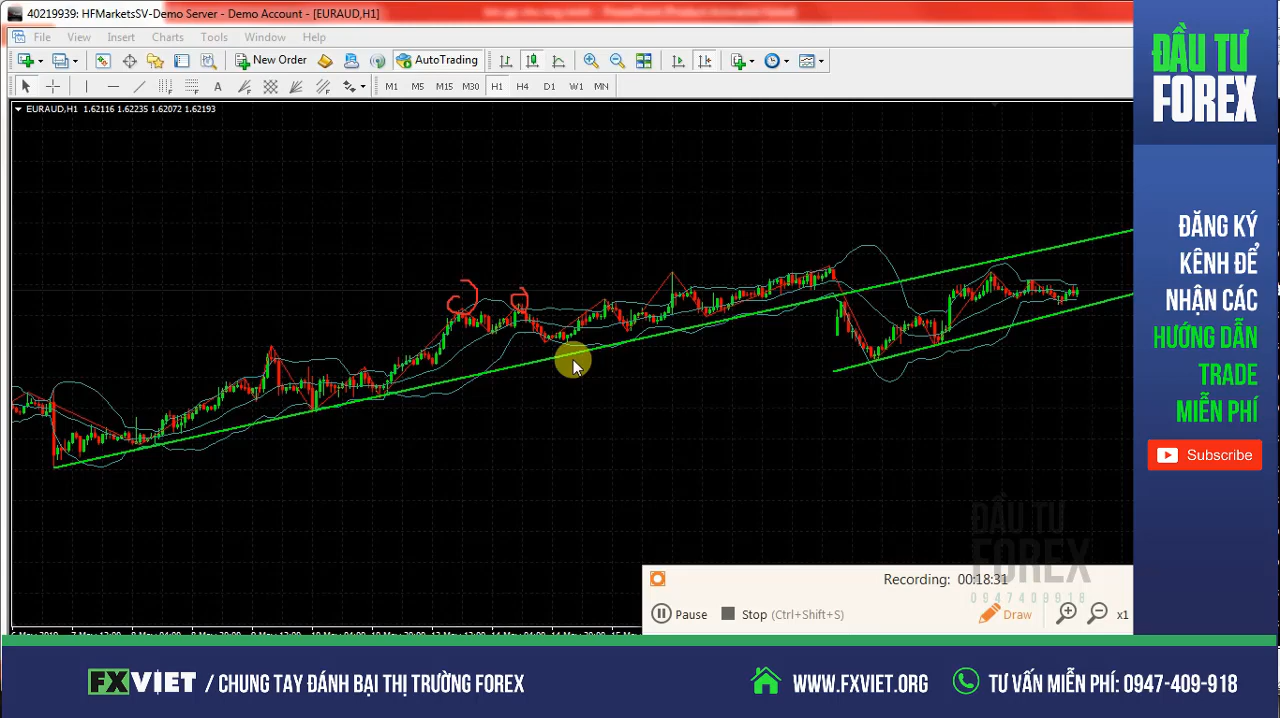 40219939: HFMarketsSV-Demo Server - Demo Account - [EURAUD,H1]
File View Insert Charts Tools Window Help
New Order AutoTrading
A M1 M5 M15 M30 H1 H4 D1 W1 MN
EURAUD,H1 1.62116 1.62235 1.62072 1.62193
ĐẦU TƯ
FOREX
ĐĂNG KÝ
KÊNH ĐỂ
NHẬN CÁC
HƯỚNG DẪN
TRADE
MIỄN PHÍ
Subscribe
ĐẦU TƯ
FOREX
0947409918
Recording: 00:18:31
Pause Stop (Ctrl+Shift+S) Draw x1
FXVIET / CHUNG TAY ĐÁNH BẠI THỊ TRƯỜNG FOREX WWW.FXVIET.ORG TƯ VẤN MIỄN PHÍ: 0947-409-918